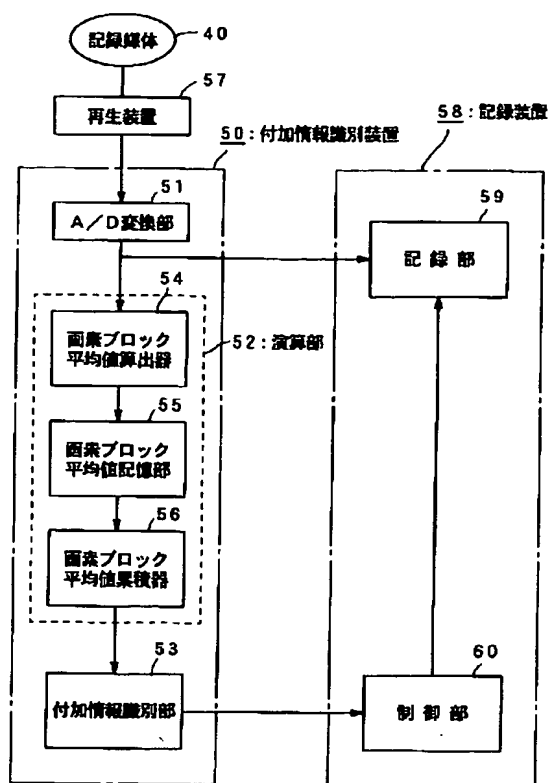 記録媒体
40
57
再生装置
50:付加情報識別装置
58:記録装置
51
A/D変換部
59
記録部
54
画素ブロック
平均値算出器
52:演算部
55
画素ブロック
平均値記憶部
56
画素ブロック
平均値累積器
53
付加情報識別部
60
制御部